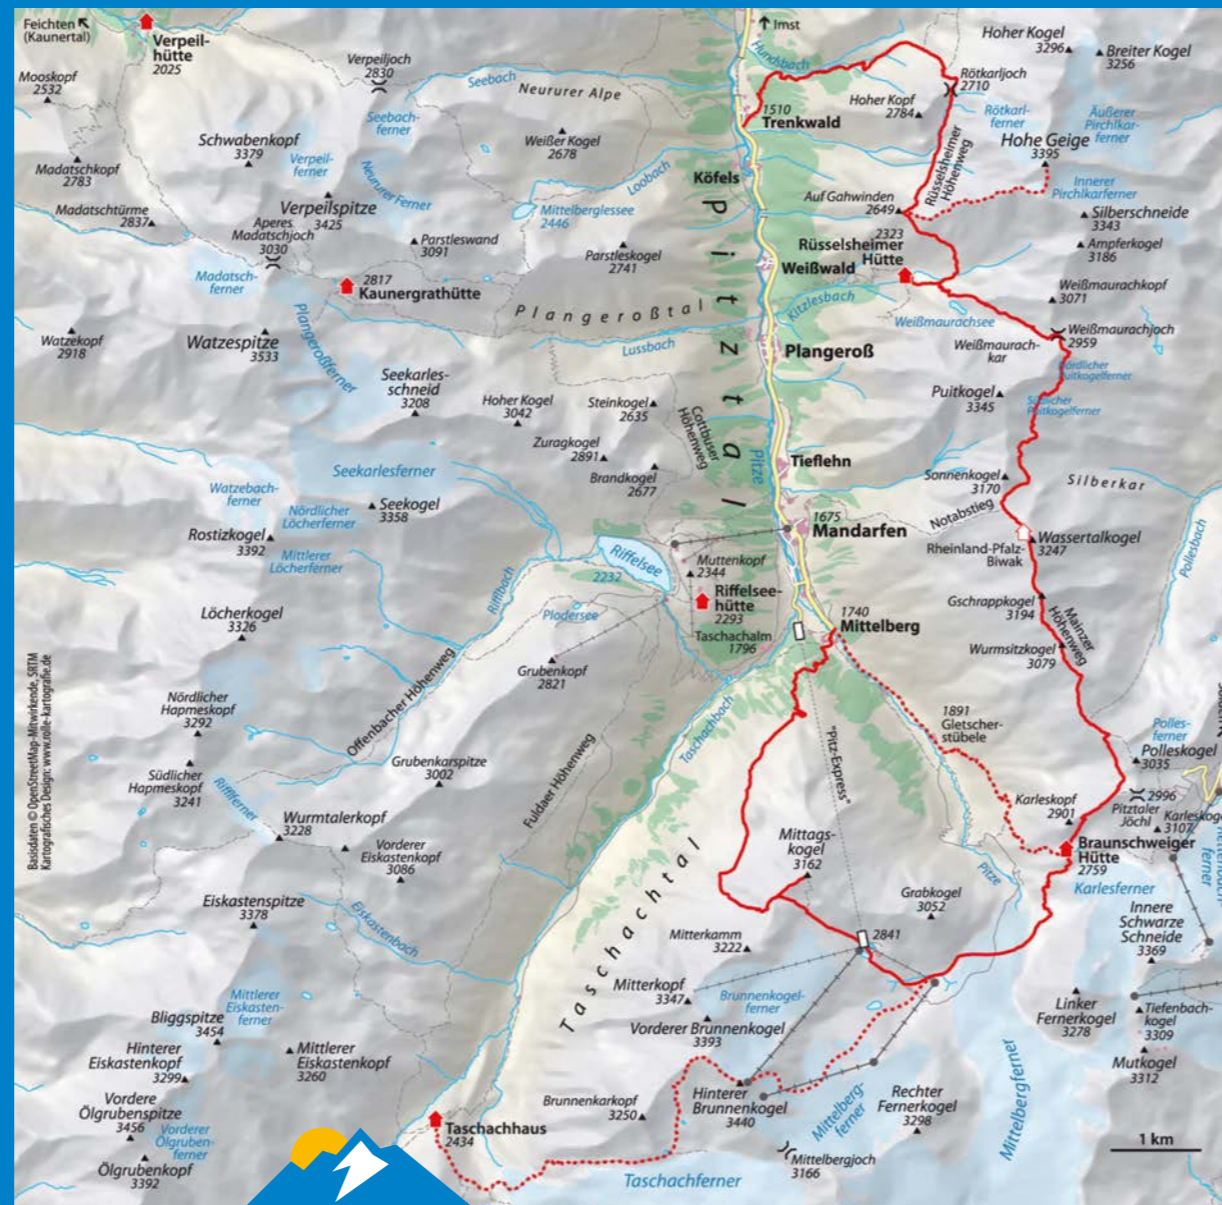 Feichten
(Kaunertal)
Verpeil-
hütte
2025
Mooskopf
2532
Verpeiljoch
2830
Seebach
Neururer Alpe
Seebach-
ferner
Schwabenkopf
3379
Weißer Kogel
2678
Verpeil-
ferner
Neururer Ferner
Loobach
Madatschkopf
2783
Madatschtürme
2837
Verpeilspitze
3425
Aperes
Madatschjoch
3030
Parstleswand
3091
Mittelberglessee
2446
Parstleskogel
2741
Madatsch-
ferner
2817
Kaunergrathütte
Plangeroßtal
Plangeroßferner
Lussbach
Watzekopf
2918
Watzespitze
3533
Seekarles-
schneid
3208
Hoher Kogel
3042
Steinkogel
2635
Zuragkogel
2891
Brandkogel
2677
Cottbuser
Höhenweg
Seekarlesferner
Watzebach-
ferner
Nördlicher
Löcherferner
Seekogel
3358
Rostizkogel
3392
Mittlerer
Löcherferner
Imst
Hundsbach
1510
Trenkwald
Köfels
Pitztal
Weißwald
Plangeroß
Tieflehn
Pitze
1675
Mandarfen
1740
Mittelberg
Hoher Kogel
3296
Breiter Kogel
3256
Rötkarljoch
2710
Hoher Kopf
2784
Rötkarl-
ferner
Äußerer
Pirchlkar-
ferner
Hohe Geige
3395
Rüsselsheimer
Höhenweg
Innerer
Pirchlkarferner
Auf Gahwinden
2649
Silberschneide
3343
2323
Rüsselsheimer
Hütte
Ampferkogel
3186
Kitzlesbach
Weißmaurachkopf
3071
Weißmaurachsee
Weißmaurachjoch
2959
Weißmaurach-
kar
Nördlicher
Puitkogelferner
Puitkogel
3345
Südlicher
Puitkogelferner
Sonnenkogel
3170
Silberkar
Notabstieg
Wassertalkogel
3247
Rheinland-Pfalz-
Biwak
Pollesbach
Gschrappkogel
3194
Mainzer
Höhenweg
Wurmsitzkogel
3079
Riffelsee
2232
Muttenkopf
2344
Riffelsee-
hütte
2293
Plodersee
Taschachalm
1796
Rifflbach
Löcherkogel
3326
Grubenkopf
2821
Offenbacher Höhenweg
Taschachbach
Nördlicher
Hapmeskopf
3292
Südlicher
Hapmeskopf
3241
Grubenkarspitze
3002
Fuldaer Höhenweg
"Pitz-Express"
1891
Gletscher-
stübele
Polles-
ferner
Polleskogel
3035
2996
Pitztaler
Jöchl
Karleskogel
3107
Karleskopf
2901
Braunschweiger
Hütte
2759
Rifflferner
Wurmtalerkopf
3228
Vorderer
Eiskastenkopf
3086
Taschachtal
Mittags-
kogel
3162
Pitze
Karlesferner
Grabkogel
3052
Eiskastenspitze
3378
Eiskastenbach
Mitterkamm
3222
2841
Innere
Schwarze
Schneide
3369
Mittlerer
Eiskasten-
ferner
Mitterkopf
3347
Brunnenkogel-
ferner
Linker
Fernerkogel
3278
Tiefenbach-
kogel
3309
Bliggspitze
3454
Vorderer Brunnenkogel
3393
Mutkogel
3312
Hinterer
Eiskastenkopf
3299
Mittlerer
Eiskastenkopf
3260
Vordere
Ölgrubenspitze
3456
Vorderer
Ölgruben-
ferner
Ölgrubenkopf
3392
Taschachhaus
2434
Brunnenkarkopf
3250
Hinterer
Brunnenkogel
3440
Mittelberg-
ferner
Rechter
Fernerkogel
3298
Mittelbergferner
Mittelbergjoch
3166
Taschachferner
1 km
Basisdaten © OpenStreetMap-Mitwirkende, SRTM
Kartografisches Design: www.rolle-kartografie.de